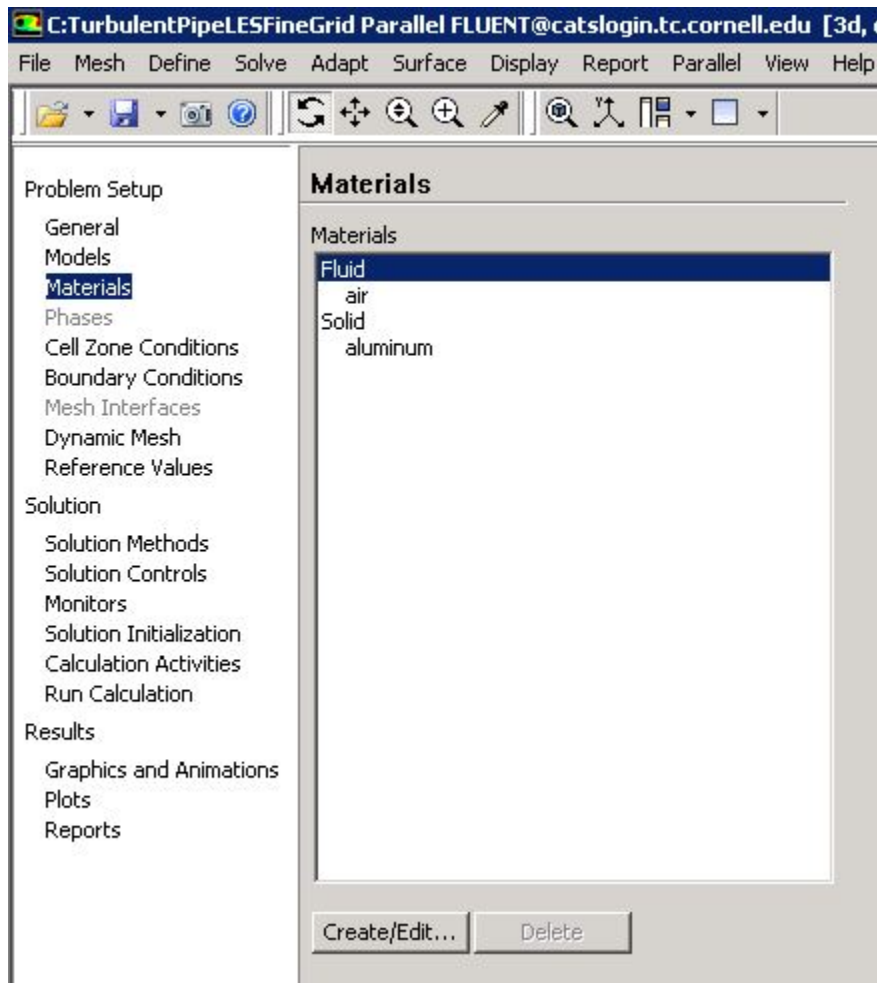 C:TurbulentPipeLESFineGrid Parallel FLUENT@catslogin.tc.cornell.edu [3d,
File Mesh Define Solve Adapt Surface Display Report Parallel View Help
Problem Setup
General
Models
Materials
Phases
Cell Zone Conditions
Boundary Conditions
Mesh Interfaces
Dynamic Mesh
Reference Values
Solution
Solution Methods
Solution Controls
Monitors
Solution Initialization
Calculation Activities
Run Calculation
Results
Graphics and Animations
Plots
Reports
Materials
Materials
Fluid
air
Solid
aluminum
Create/Edit... Delete